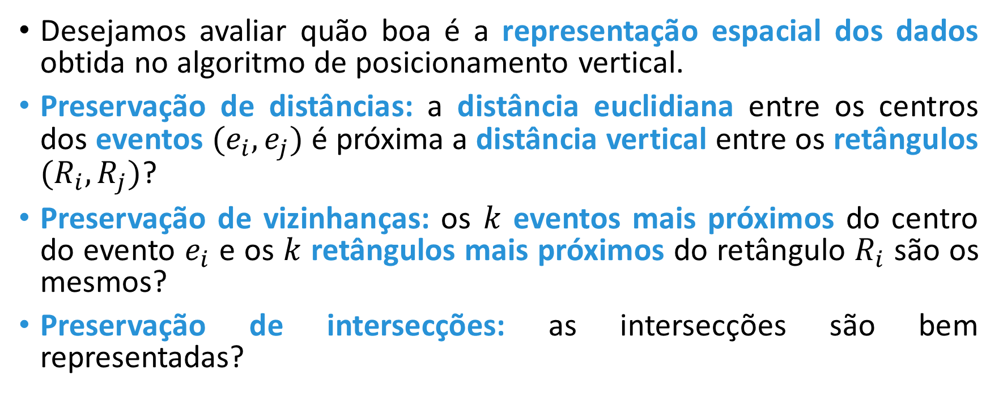 • Desejamos avaliar quão boa é a representação espacial dos dados
obtida no algoritmo de posicionamento vertical.
• Preservação de distâncias: a distância euclidiana entre os centros
dos eventos (e_i, e_j) é próxima a distância vertical entre os retângulos
(R_i, R_j)?
• Preservação de vizinhanças: os k eventos mais próximos do centro
do evento e_i e os k retângulos mais próximos do retângulo R_i são os
mesmos?
• Preservação de intersecções: as intersecções são bem
representadas?